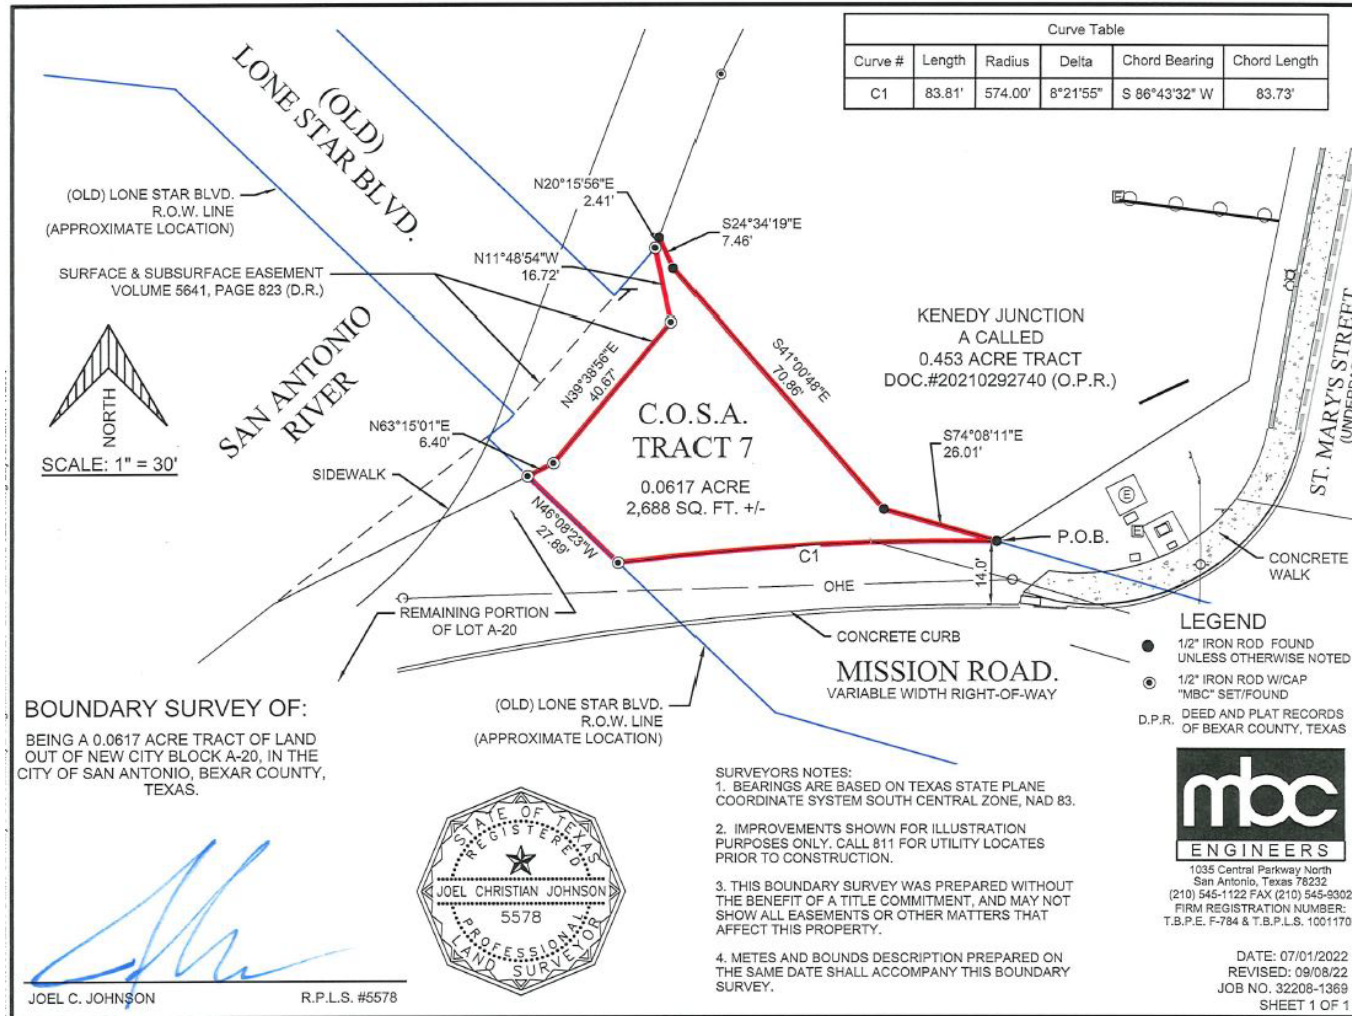 Curve Table
Curve # Length Radius Delta Chord Bearing Chord Length
C1 83.81' 574.00' 8°21'55" S 86°43'32" W 83.73'
(OLD)
LONE STAR BLVD.
(OLD) LONE STAR BLVD.
R.O.W. LINE
(APPROXIMATE LOCATION)
N20°15'56"E
2.41'
S24°34'19"E
7.46'
N11°48'54"W
16.72'
SURFACE & SUBSURFACE EASEMENT
VOLUME 5641, PAGE 823 (D.R.)
SAN ANTONIO
RIVER
NORTH
SCALE: 1" = 30'
KENEDY JUNCTION
A CALLED
0.453 ACRE TRACT
DOC.#20210292740 (O.P.R.)
E
ST. MARY'S STREET
S41°00'48"E
70.86'
N39°38'56"E
40.67'
C.O.S.A.
TRACT 7
0.0617 ACRE
2,688 SQ. FT. +/-
N63°15'01"E
6.40'
SIDEWALK
S74°08'11"E
26.01'
N46°08'23"W
27.89'
C1
P.O.B.
E
E
14.0'
OHE
CONCRETE
WALK
REMAINING PORTION
OF LOT A-20
CONCRETE CURB
MISSION ROAD.
VARIABLE WIDTH RIGHT-OF-WAY
(OLD) LONE STAR BLVD.
R.O.W. LINE
(APPROXIMATE LOCATION)
LEGEND
1/2" IRON ROD FOUND
UNLESS OTHERWISE NOTED
1/2" IRON ROD W/CAP
"MBC" SET/FOUND
D.P.R. DEED AND PLAT RECORDS
OF BEXAR COUNTY, TEXAS
BOUNDARY SURVEY OF:
BEING A 0.0617 ACRE TRACT OF LAND
OUT OF NEW CITY BLOCK A-20, IN THE
CITY OF SAN ANTONIO, BEXAR COUNTY,
TEXAS.
JOEL C. JOHNSON R.P.L.S. #5578
STATE OF TEXAS
REGISTERED
JOEL CHRISTIAN JOHNSON
5578
PROFESSIONAL
LAND SURVEYOR
SURVEYORS NOTES:
1. BEARINGS ARE BASED ON TEXAS STATE PLANE
COORDINATE SYSTEM SOUTH CENTRAL ZONE, NAD 83.
2. IMPROVEMENTS SHOWN FOR ILLUSTRATION
PURPOSES ONLY. CALL 811 FOR UTILITY LOCATES
PRIOR TO CONSTRUCTION.
3. THIS BOUNDARY SURVEY WAS PREPARED WITHOUT
THE BENEFIT OF A TITLE COMMITMENT, AND MAY NOT
SHOW ALL EASEMENTS OR OTHER MATTERS THAT
AFFECT THIS PROPERTY.
4. METES AND BOUNDS DESCRIPTION PREPARED ON
THE SAME DATE SHALL ACCOMPANY THIS BOUNDARY
SURVEY.
mbc
ENGINEERS
1035 Central Parkway North
San Antonio, Texas 78232
(210) 545-1122 FAX (210) 545-9302
FIRM REGISTRATION NUMBER:
T.B.P.E. F-784 & T.B.P.L.S. 1001170
DATE: 07/01/2022
REVISED: 09/08/22
JOB NO. 32208-1369
SHEET 1 OF 1